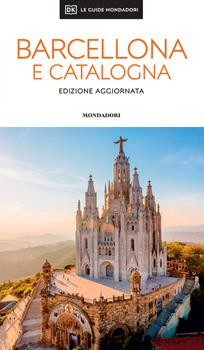 DK LE GUIDE MONDADORI
BARCELLONA
E CATALOGNA
EDIZIONE AGGIORNATA
MONDADORI